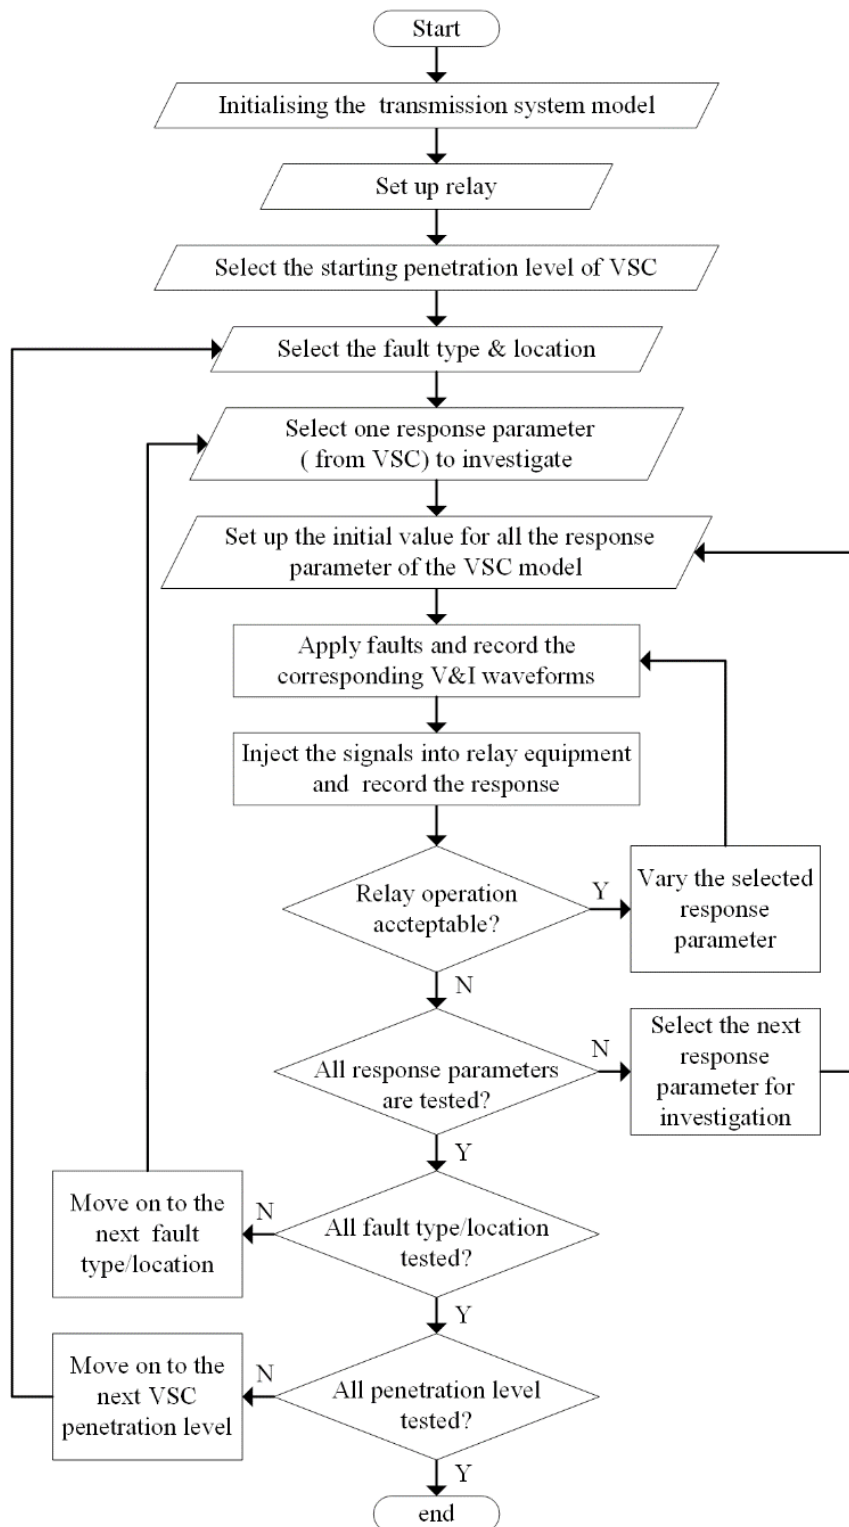 Start
Initialising the transmission system model
Set up relay
Select the starting penetration level of VSC
Select the fault type & location
Select one response parameter
( from VSC) to investigate
Set up the initial value for all the response
parameter of the VSC model
Apply faults and record the
corresponding V&I waveforms
Inject the signals into relay equipment
and record the response
Relay operation
accteptable?
Y
Vary the selected
response
parameter
N
All response parameters
are tested?
N
Select the next
response
parameter for
investigation
Y
All fault type/location
tested?
N
Move on to the
next fault
type/location
Y
All penetration level
tested?
N
Move on to the
next VSC
penetration level
Y
end